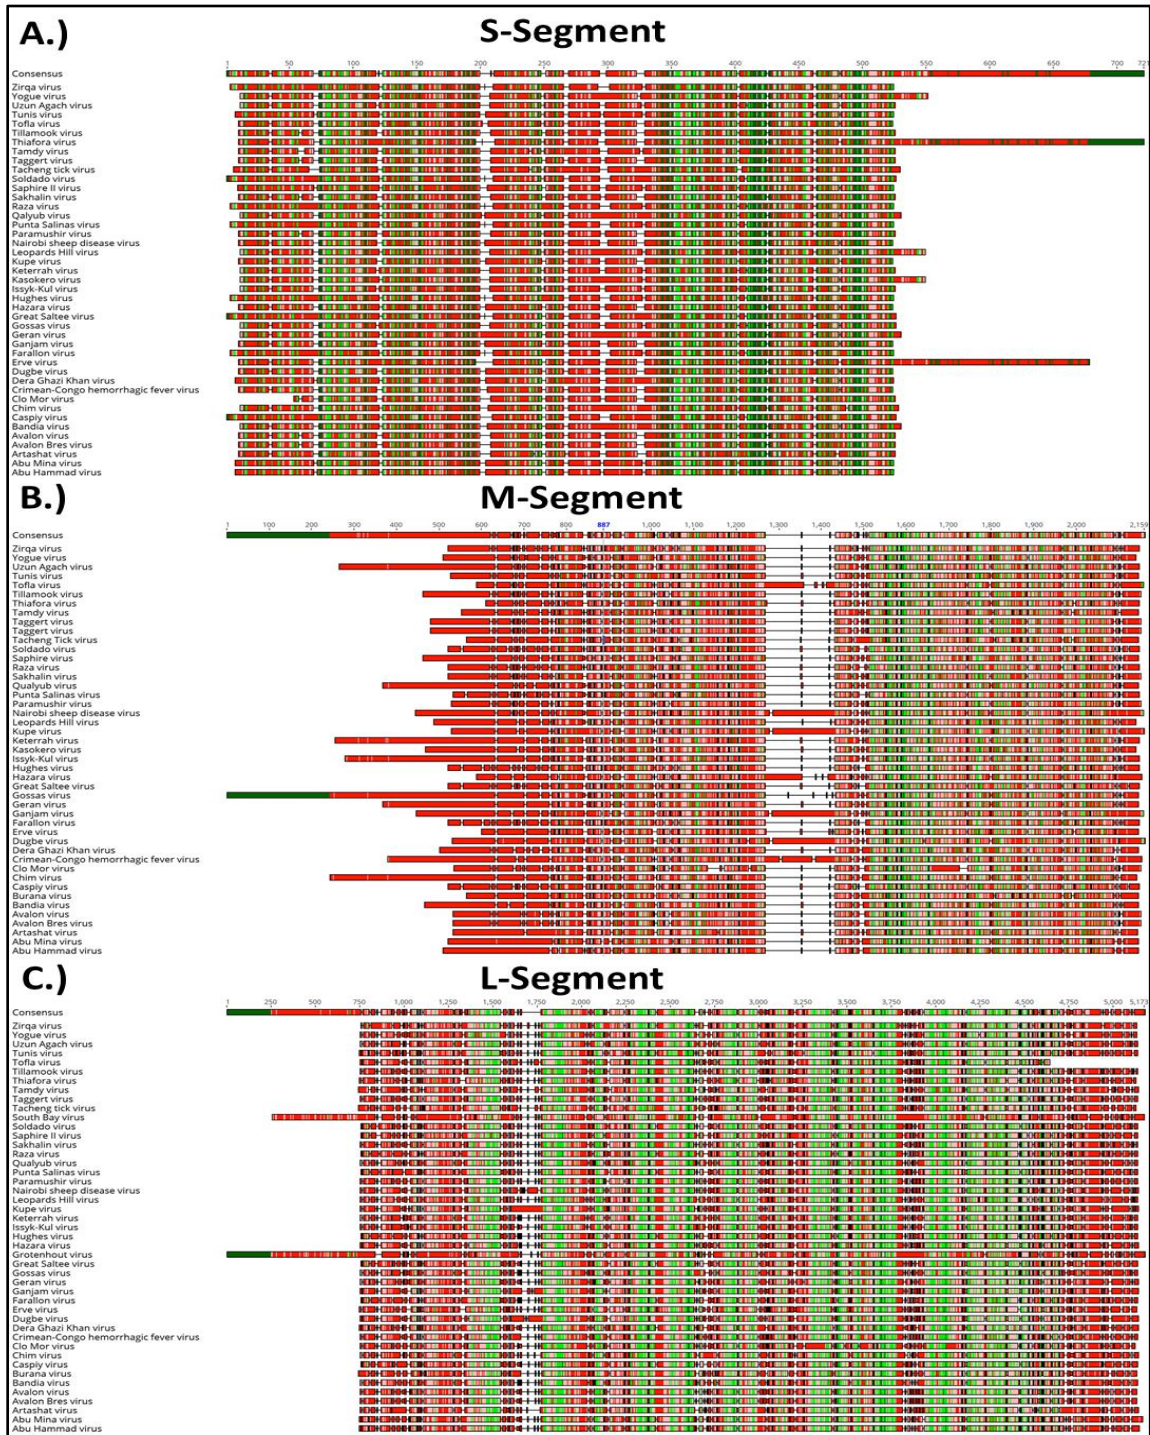 A.)
S-Segment
1 50 100 150 200 250 300 350 400 450 500 550 600 650 700 721
Consensus
Zirqa virus
Yogue virus
Uzun Agach virus
Tunis virus
Tofla virus
Tillamook virus
Thiafora virus
Tamdy virus
Taggert virus
Tacheng tick virus
Soldado virus
Saphire II virus
Sakhalin virus
Raza virus
Qalyub virus
Punta Salinas virus
Paramushir virus
Nairobi sheep disease virus
Leopards Hill virus
Kupe virus
Keterrah virus
Kasokero virus
Issyk-Kul virus
Hughes virus
Hazara virus
Great Saltee virus
Gossas virus
Geran virus
Ganjam virus
Farallon virus
Erve virus
Dugbe virus
Dera Ghazi Khan virus
Crimean-Congo hemorrhagic fever virus
Clo Mor virus
Chim virus
Caspiy virus
Bandia virus
Avalon virus
Avalon Bres virus
Artashat virus
Abu Mina virus
Abu Hammad virus
B.)
M-Segment
1 100 200 300 400 500 600 700 800 887 1,000 1,100 1,200 1,300 1,400 1,500 1,600 1,700 1,800 1,900 2,000 2,159
Consensus
Zirqa virus
Yogue virus
Uzun Agach virus
Tunis virus
Tofla virus
Tillamook virus
Thiafora virus
Tamdy virus
Taggert virus
Taggert virus
Tacheng Tick virus
Soldado virus
Saphire virus
Raza virus
Sakhalin virus
Qualyub virus
Punta Salinas virus
Paramushir virus
Nairobi sheep disease virus
Leopards Hill virus
Kupe virus
Keterrah virus
Kasokero virus
Issyk-Kul virus
Hughes virus
Hazara virus
Great Saltee virus
Gossas virus
Geran virus
Ganjam virus
Farallon virus
Erve virus
Dugbe virus
Dera Ghazi Khan virus
Crimean-Congo hemorrhagic fever virus
Clo Mor virus
Chim virus
Caspiy virus
Burana virus
Bandia virus
Avalon virus
Avalon Bres virus
Artashat virus
Abu Mina virus
Abu Hammad virus
C.)
L-Segment
1 250 500 750 1,000 1,250 1,500 1,750 2,000 2,250 2,500 2,750 3,000 3,250 3,500 3,750 4,000 4,250 4,500 4,750 5,000 5,173
Consensus
Zirqa virus
Yogue virus
Uzun Agach virus
Tunis virus
Tofla virus
Tillamook virus
Thiafora virus
Tamdy virus
Taggert virus
Tacheng tick virus
South Bay virus
Soldado virus
Saphire II virus
Sakhalin virus
Raza virus
Qualyub virus
Punta Salinas virus
Paramushir virus
Nairobi sheep disease virus
Leopards Hill virus
Kupe virus
Keterrah virus
Issyk-Kul virus
Hughes virus
Hazara virus
Grotenhout virus
Great Saltee virus
Gossas virus
Geran virus
Ganjam virus
Farallon virus
Erve virus
Dugbe virus
Dera Ghazi Khan virus
Crimean-Congo hemorrhagic fever virus
Clo Mor virus
Chim virus
Caspiy virus
Burana virus
Bandia virus
Avalon virus
Avalon Bres virus
Artashat virus
Abu Mina virus
Abu Hammad virus